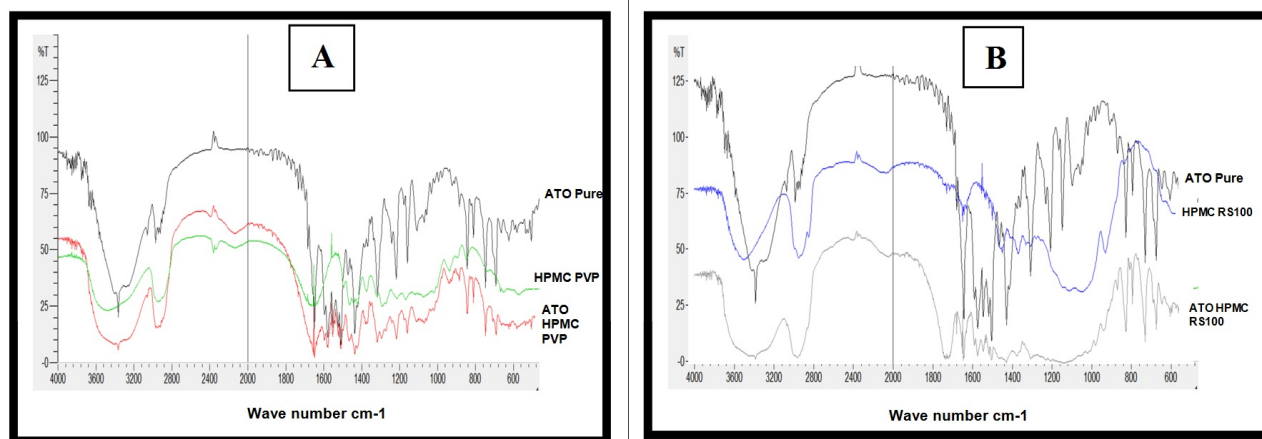 A
%T
125
100
75
50
25
-0
ATO Pure
HPMC PVP
ATO
HPMC
PVP
4000 3600 3200 2800 2400 2000 1600 1400 1200 1000 800 600
Wave number cm-1
B
%T
125
100
75
50
25
-0
ATO Pure
HPMC RS100
ATO HPMC
RS100
4000 3600 3200 2800 2400 2000 1800 1600 1400 1200 1000 800 600
Wave number cm-1